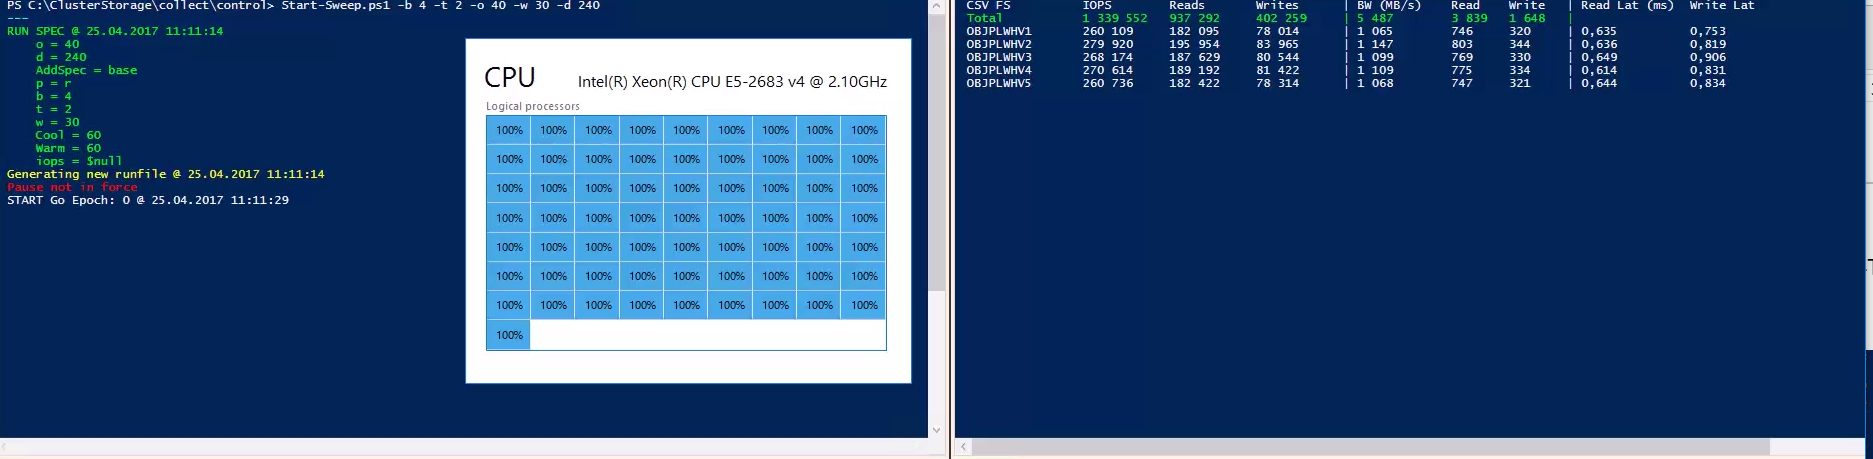 PS C:\ClusterStorage\collect\control> Start-Sweep.ps1 -b 4 -t 2 -o 40 -w 30 -d 240
---
RUN SPEC @ 25.04.2017 11:11:14
o = 40
d = 240
AddSpec = base
p = r
b = 4
t = 2
w = 30
Cool = 60
Warm = 60
iops = $null
Generating new runfile @ 25.04.2017 11:11:14
Pause not in force
START Go Epoch: 0 @ 25.04.2017 11:11:29
CPU Intel(R) Xeon(R) CPU E5-2683 v4 @ 2.10GHz
Logical processors
100% 100% 100% 100% 100% 100% 100% 100% 100%
100% 100% 100% 100% 100% 100% 100% 100% 100%
100% 100% 100% 100% 100% 100% 100% 100% 100%
100% 100% 100% 100% 100% 100% 100% 100% 100%
100% 100% 100% 100% 100% 100% 100% 100% 100%
100% 100% 100% 100% 100% 100% 100% 100% 100%
100% 100% 100% 100% 100% 100% 100% 100% 100%
100%
CSV FS IOPS Reads Writes | BW (MB/s) Read Write | Read Lat (ms) Write Lat
Total 1 339 552 937 292 402 259 | 5 487 3 839 1 648 |
OBJPLWHV1 260 109 182 095 78 014 | 1 065 746 320 | 0,635 0,753
OBJPLWHV2 279 920 195 954 83 965 | 1 147 803 344 | 0,636 0,819
OBJPLWHV3 268 174 187 629 80 544 | 1 099 769 330 | 0,649 0,906
OBJPLWHV4 270 614 189 192 81 422 | 1 109 775 334 | 0,614 0,831
OBJPLWHV5 260 736 182 422 78 314 | 1 068 747 321 | 0,644 0,834